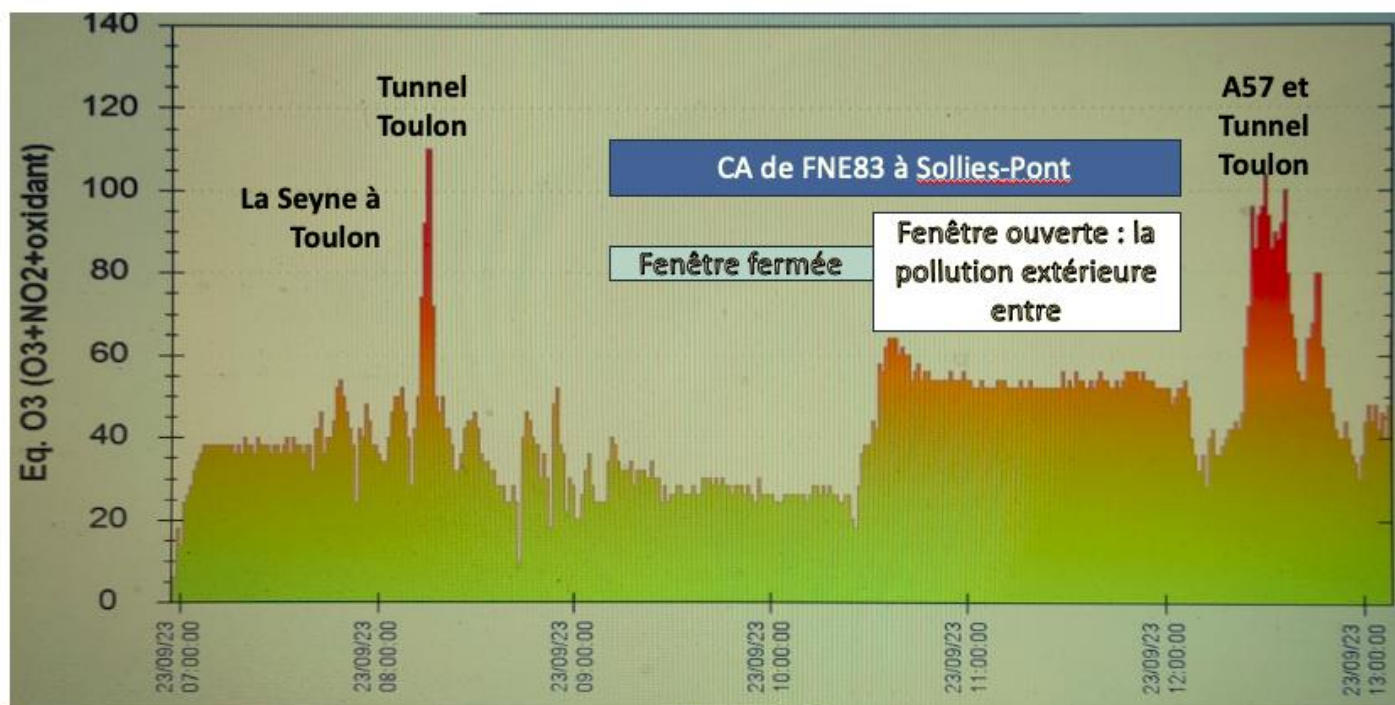 140
120
100
80
60
40
20
0
Eq. O3 (O3+NO2+oxidant)
Tunnel
Toulon
La Seyne à
Toulon
CA de FNE83 à Sollies-Pont
Fenêtre fermée
Fenêtre ouverte : la
pollution extérieure
entre
A57 et
Tunnel
Toulon
23/09/23
07:00:00
23/09/23
08:00:00
23/09/23
09:00:00
23/09/23
10:00:00
23/09/23
11:00:00
23/09/23
12:00:00
23/09/23
13:00:00